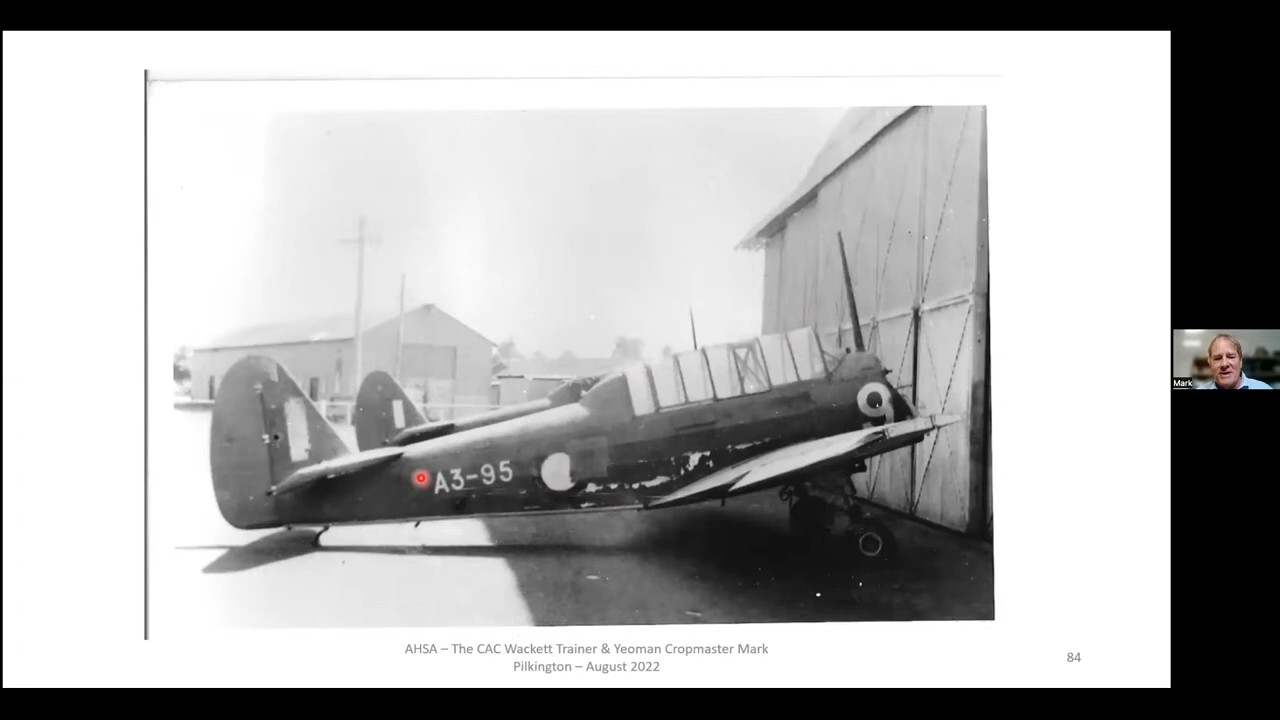 9
A3-95
AHSA – The CAC Wackett Trainer & Yeoman Cropmaster Mark
Pilkington – August 2022
84
Mark